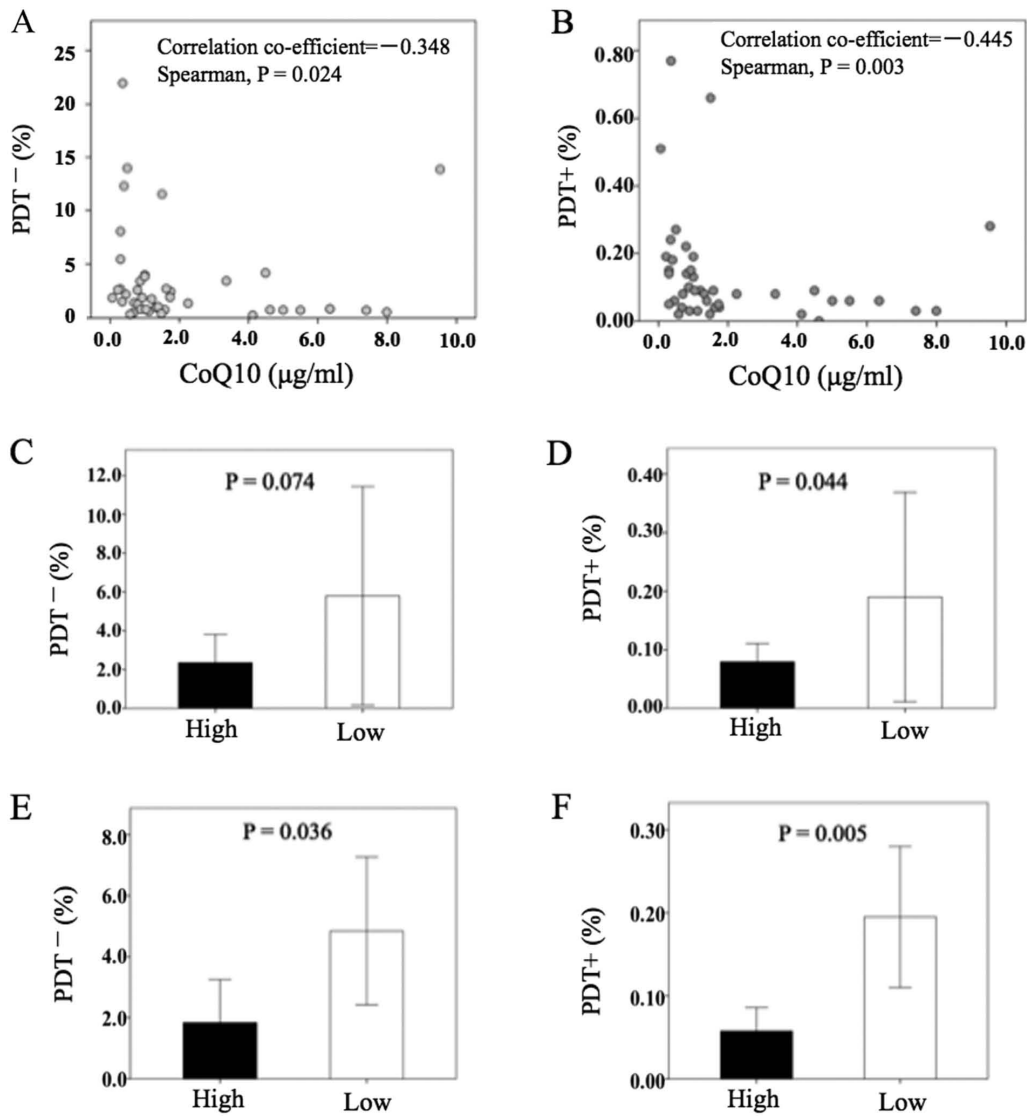 A
Correlation co-efficient=−0.348
Spearman, P = 0.024
25
20
15
10
5
0
PDT − (%)
0.0 2.0 4.0 6.0 8.0 10.0
CoQ10 (μg/ml)
B
Correlation co-efficient=−0.445
Spearman, P = 0.003
0.80
0.60
0.40
0.20
0.00
PDT+ (%)
0.0 2.0 4.0 6.0 8.0 10.0
CoQ10 (μg/ml)
C
P = 0.074
12.0
10.0
8.0
6.0
4.0
2.0
0.0
PDT − (%)
High Low
D
P = 0.044
0.40
0.30
0.20
0.10
0.00
PDT+ (%)
High Low
E
P = 0.036
8.0
6.0
4.0
2.0
0.0
PDT − (%)
High Low
F
P = 0.005
0.30
0.20
0.10
0.00
PDT+ (%)
High Low